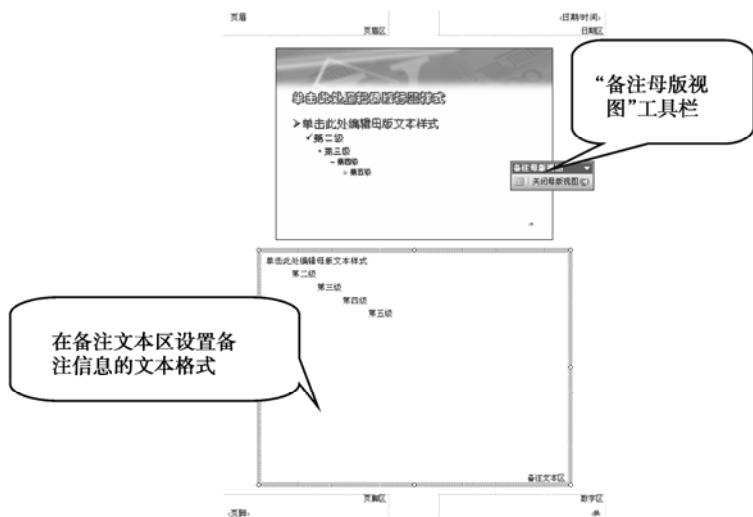 页眉
‹日期/时间›
页眉区
日期区
“备注母版视
图”工具栏
单击此处编辑母版标题样式
➢单击此处编辑母版文本样式
✓第二级
•第三级
–第四级
▹第五级
备注母版视图
关闭母版视图(C)
‹#›
单击此处编辑母版文本样式
第二级
第三级
第四级
第五级
在备注文本区设置备
注信息的文本格式
备注文本区
页脚区
数字区
‹页脚›
‹#›